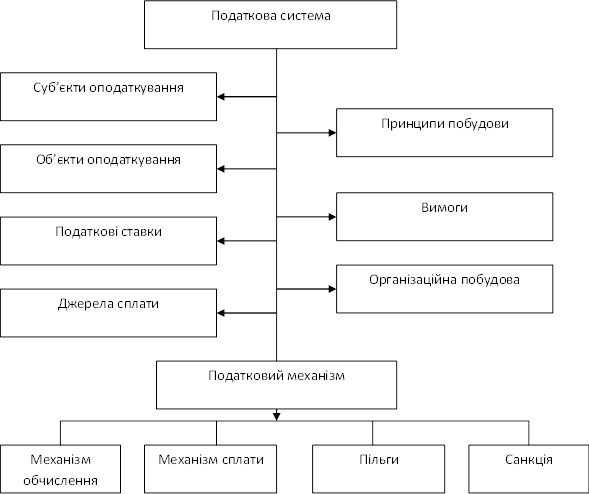 Податкова система
Суб’єкти оподаткування
Принципи побудови
Об’єкти оподаткування
Вимоги
Податкові ставки
Організаційна побудова
Джерела сплати
Податковий механізм
Механізм
обчислення
Механізм сплати
Пільги
Санкція